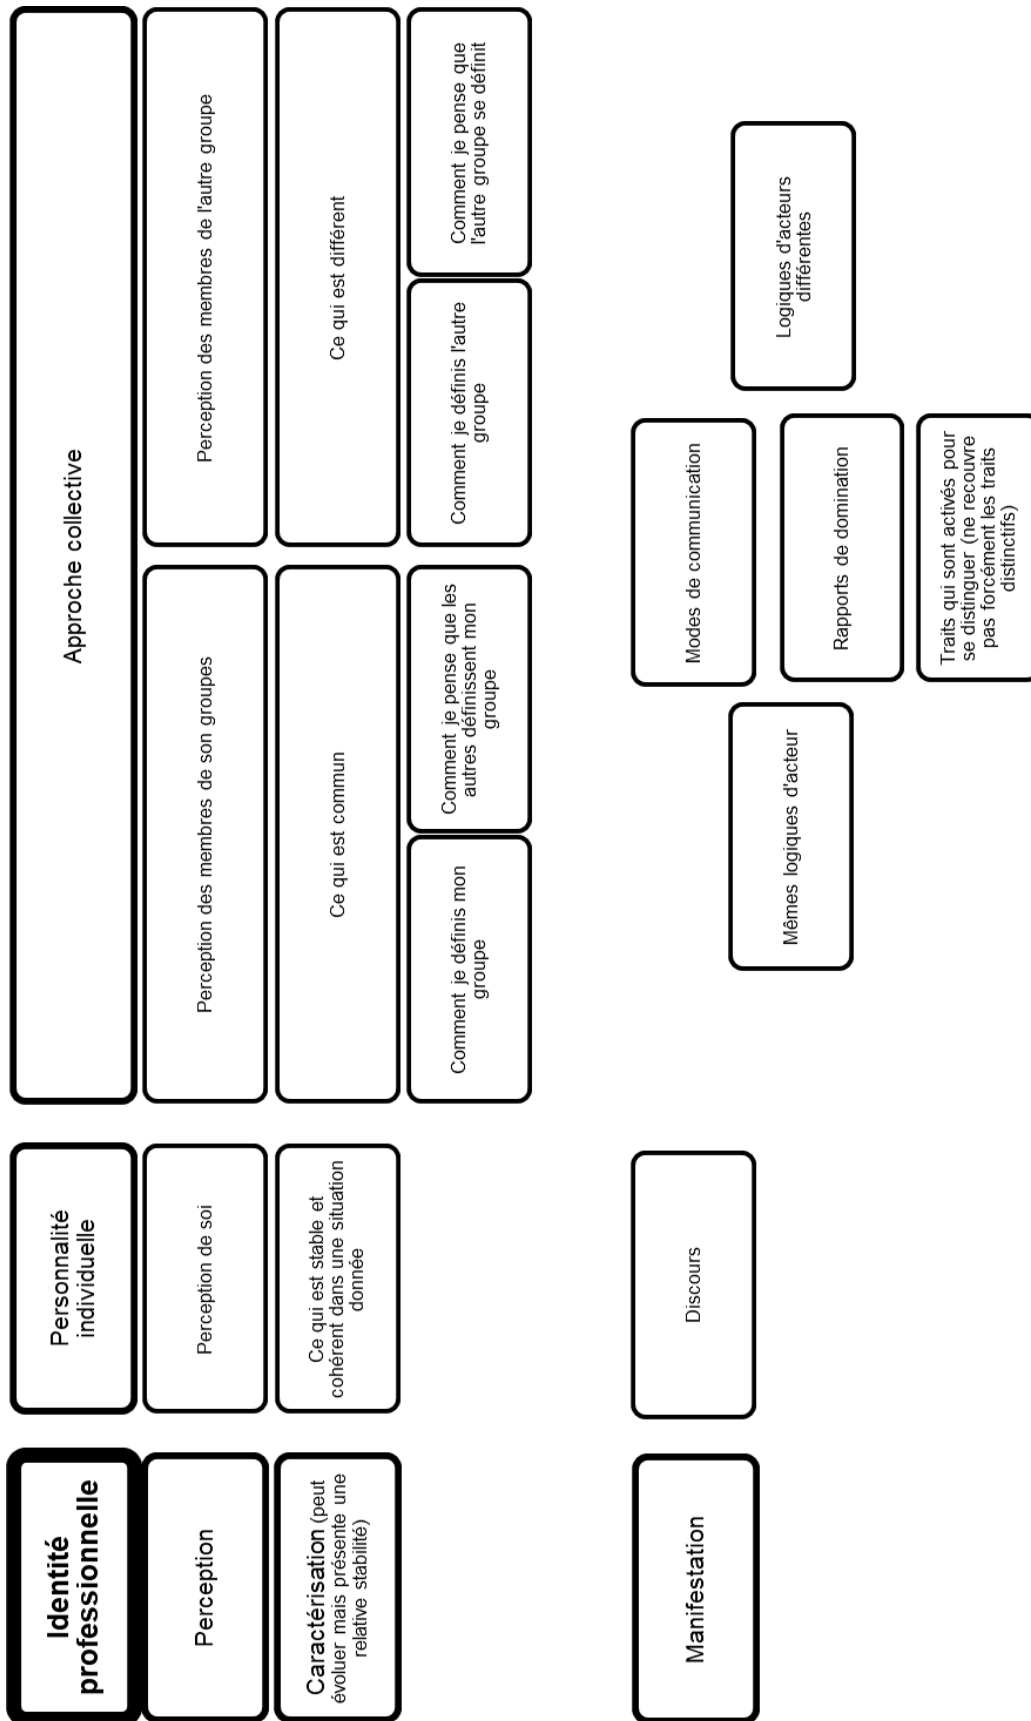 Identité
professionnelle
Personnalité
individuelle
Approche collective
Perception
Perception de soi
Perception des membres de son groupes
Perception des membres de l'autre groupe
Caractérisation (peut
évoluer mais présente une
relative stabilité)
Ce qui est stable et
cohérent dans une situation
donnée
Ce qui est commun
Ce qui est différent
Comment je définis mon
groupe
Comment je pense que les
autres définissent mon
groupe
Comment je définis l'autre
groupe
Comment je pense que
l'autre groupe se définit
Manifestation
Discours
Modes de communication
Mêmes logiques d'acteur
Logiques d'acteurs
différentes
Rapports de domination
Traits qui sont activés pour
se distinguer (ne recouvre
pas forcément les traits
distinctifs)